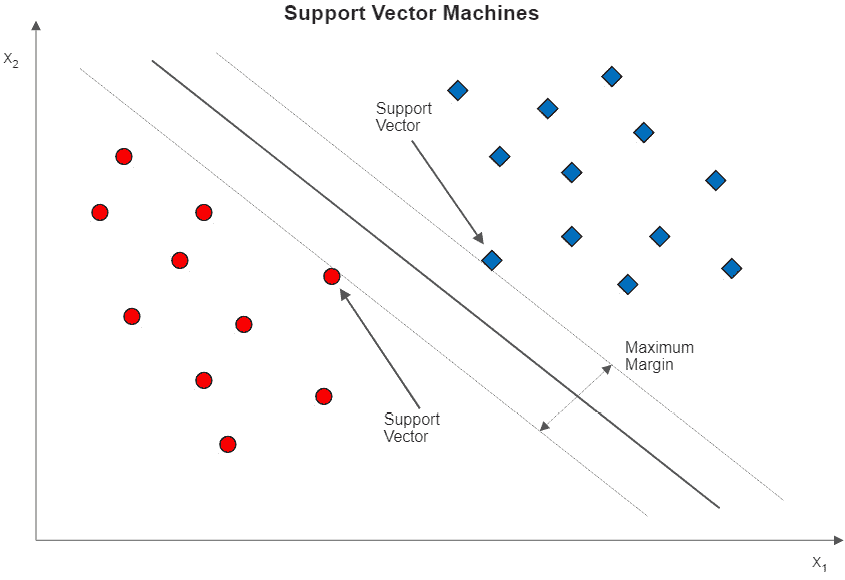 Support Vector Machines
X₂
Support
Vector
Maximum
Margin
Support
Vector
X₁